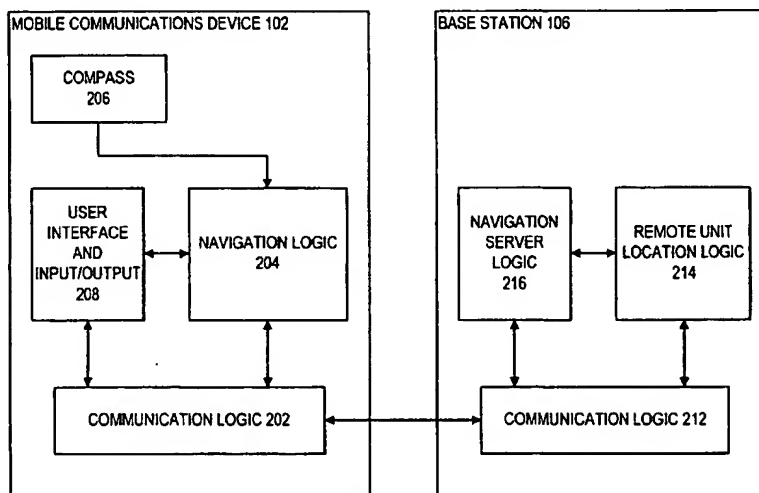 MOBILE COMMUNICATIONS DEVICE 102
COMPASS
206
USER
INTERFACE
AND
INPUT/OUTPUT
208
NAVIGATION LOGIC
204
COMMUNICATION LOGIC 202
BASE STATION 106
NAVIGATION
SERVER
LOGIC
216
REMOTE UNIT
LOCATION LOGIC
214
COMMUNICATION LOGIC 212